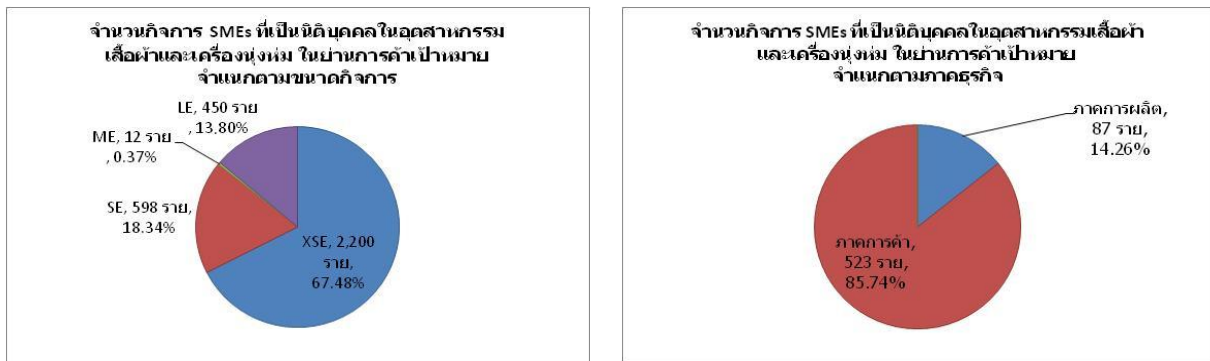 จำนวนกิจการ SMEs ที่เป็นนิติบุคคลในอุตสาหกรรม
เสื้อผ้าและเครื่องนุ่งห่ม ในย่านการค้าเป้าหมาย
จำแนกตามขนาดกิจการ
LE, 450 ราย
, 13.80%
ME, 12 ราย
, 0.37%
SE, 598 ราย,
18.34%
XSE, 2,200
ราย,
67.48%
จำนวนกิจการ SMEs ที่เป็นนิติบุคคลในอุตสาหกรรมเสื้อผ้า
และเครื่องนุ่งห่ม ในย่านการค้าเป้าหมาย
จำแนกตามภาคธุรกิจ
ภาคการผลิต,
87 ราย,
14.26%
ภาคการค้า,
523 ราย,
85.74%